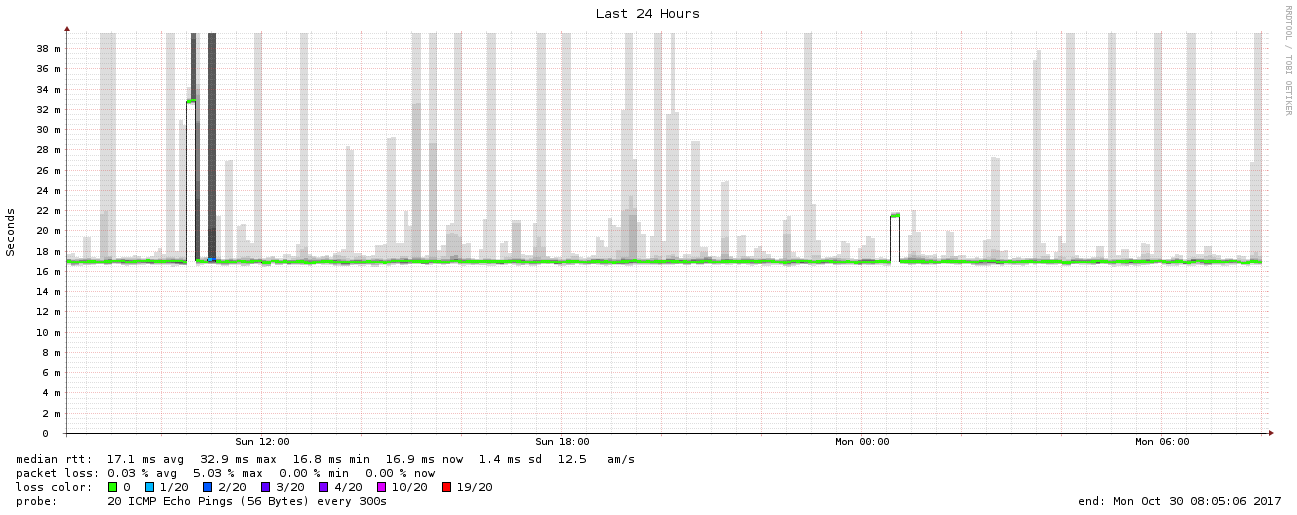 Last 24 Hours
RRDTOOL / TOBI OETIKER
Seconds
38 m
36 m
34 m
32 m
30 m
28 m
26 m
24 m
22 m
20 m
18 m
16 m
14 m
12 m
10 m
8 m
6 m
4 m
2 m
0
Sun 12:00 Sun 18:00 Mon 00:00 Mon 06:00
median rtt: 17.1 ms avg 32.9 ms max 16.8 ms min 16.9 ms now 1.4 ms sd 12.5 am/s
packet loss: 0.03 % avg 5.03 % max 0.00 % min 0.00 % now
loss color: 0 1/20 2/20 3/20 4/20 10/20 19/20
probe: 20 ICMP Echo Pings (56 Bytes) every 300s end: Mon Oct 30 08:05:06 2017